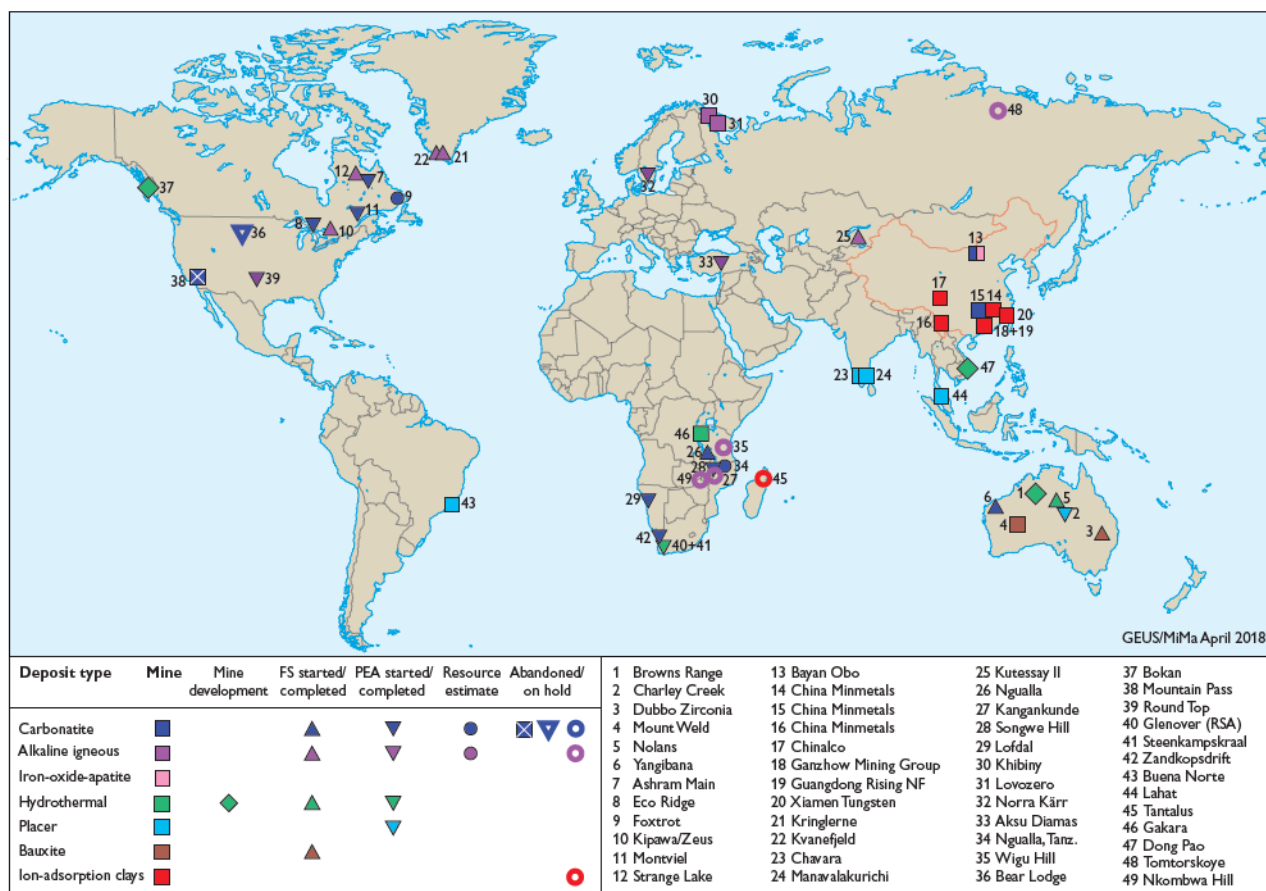 30
31
48
22
21
12
7
32
37
9
11
8
10
25
36
13
33
38
39
17
15 14
20
16
18+19
23
24
47
44
46
35
26
28
34
49
27
45
43
29
1
5
6
2
4
3
42
40+41
GEUS/MiMa April 2018
Deposit type Mine Mine development FS started/ completed PEA started/ completed Resource estimate Abandoned/ on hold
Carbonatite
Alkaline igneous
Iron-oxide-apatite
Hydrothermal
Placer
Bauxite
Ion-adsorption clays
1 Browns Range
2 Charley Creek
3 Dubbo Zirconia
4 Mount Weld
5 Nolans
6 Yangibana
7 Ashram Main
8 Eco Ridge
9 Foxtrot
10 Kipawa/Zeus
11 Montviel
12 Strange Lake
13 Bayan Obo
14 China Minmetals
15 China Minmetals
16 China Minmetals
17 Chinalco
18 Ganzhow Mining Group
19 Guangdong Rising NF
20 Xiamen Tungsten
21 Kringlerne
22 Kvanefjeld
23 Chavara
24 Manavalakurichi
25 Kutessay II
26 Ngualla
27 Kangankunde
28 Songwe Hill
29 Lofdal
30 Khibiny
31 Lovozero
32 Norra Kärr
33 Aksu Diamas
34 Ngualla, Tanz.
35 Wigu Hill
36 Bear Lodge
37 Bokan
38 Mountain Pass
39 Round Top
40 Glenover (RSA)
41 Steenkampskraal
42 Zandkopsdrift
43 Buena Norte
44 Lahat
45 Tantalus
46 Gakara
47 Dong Pao
48 Tomtorskoye
49 Nkombwa Hill